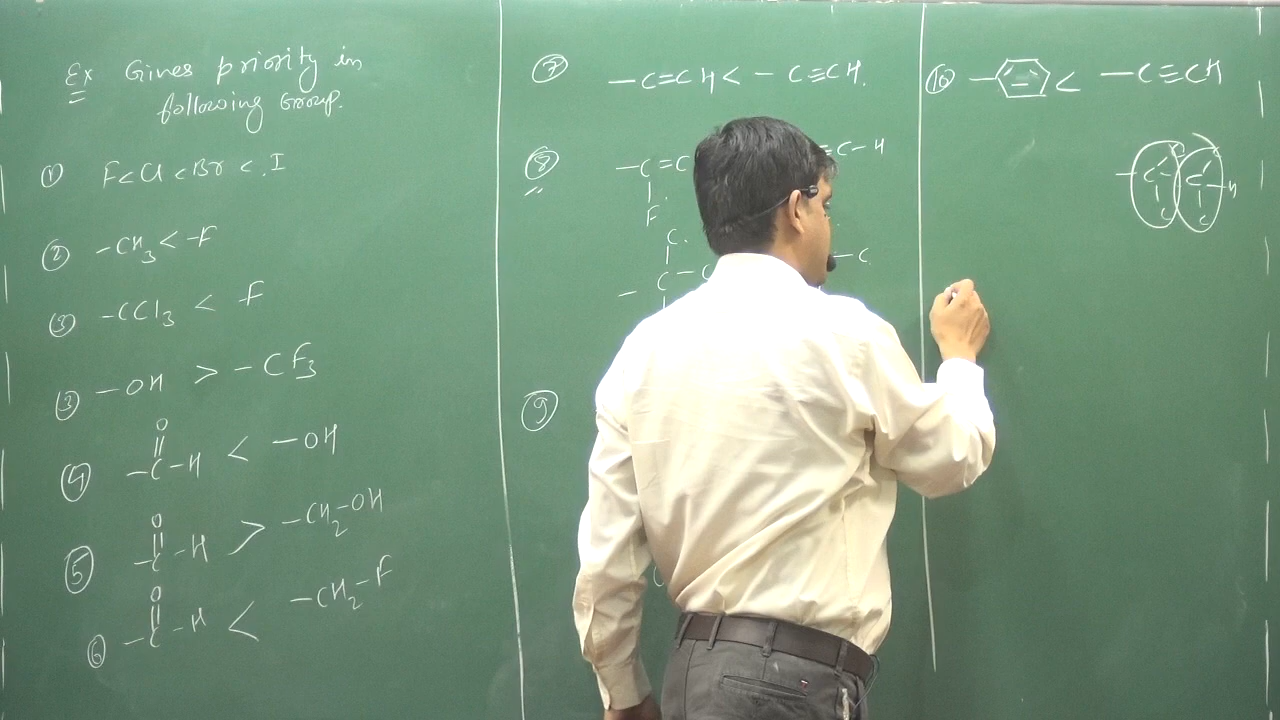 Ex Gives priority in
following Group.
① F < Cl < Br < . I
② -CH₃ < -F
③ -CCl₃ < -F
③ -OH > -CF₃
O
||
④ -C-H < -OH
O
||
⑤ -C-H > -CH₂-OH
O
||
⑥ -C-H < -CH₂-F
⑦ -C≡CH < -C≡CH.
⑧ -C=C ≡C-H
|
F
C.
|
- C-C -C
|
⑨
⑩ - < -C≡CH
-C- C -H
| |
C C